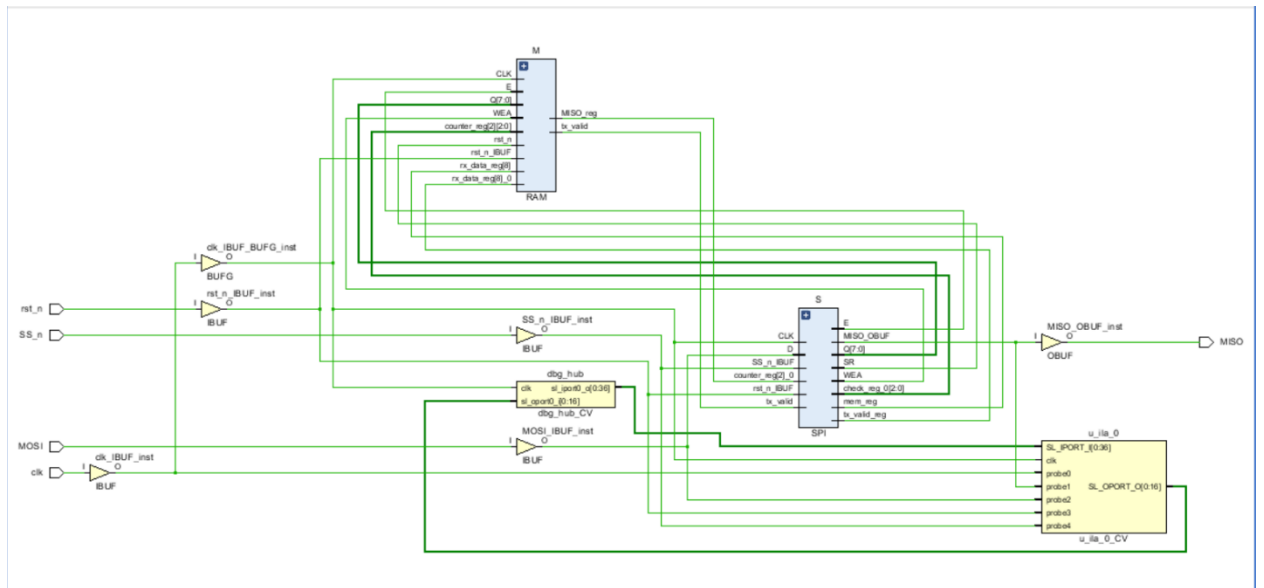 M
CLK
E
Q[7:0]
WEA
counter_reg[2][2:0]
rst_n
rst_n_IBUF
rx_data_reg[8]
rx_data_reg[8]_0
MISO_reg
tx_valid
RAM
clk_IBUF_BUFG_inst
I O
BUFG
rst_n
rst_n_IBUF_inst
I O
IBUF
SS_n
SS_n_IBUF_inst
I O
IBUF
S
CLK
D
SS_n_IBUF
counter_reg[2]_0
rst_n_IBUF
tx_valid
E
MISO_OBUF
Q[7:0]
SR
WEA
check_reg_0[2:0]
mem_reg
tx_valid_reg
SPI
MISO_OBUF_inst
I O
OBUF
MISO
dbg_hub
clk sl_iport0_o[0:36]
sl_oport0_i[0:16]
dbg_hub_CV
MOSI
MOSI_IBUF_inst
I O
IBUF
clk
clk_IBUF_inst
I O
IBUF
u_ila_0
SL_IPORT_I[0:36]
clk
probe0
probe1 SL_OPORT_O[0:16]
probe2
probe3
probe4
u_ila_0_CV